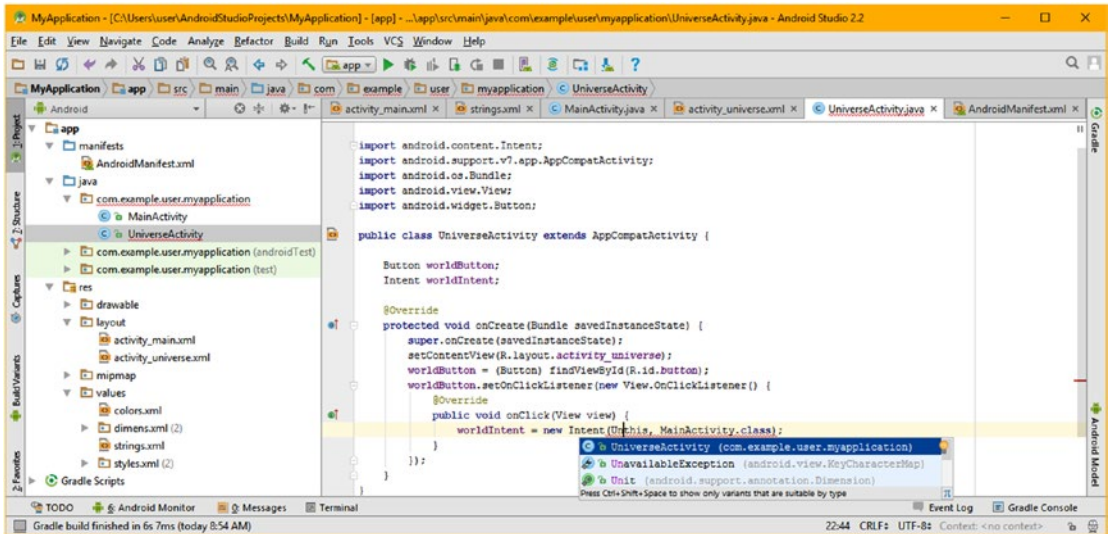 MyApplication - [C:\Users\user\AndroidStudioProjects\MyApplication] - [app] - ...\app\src\main\java\com\example\user\myapplication\UniverseActivity.java - Android Studio 2.2
File Edit View Navigate Code Analyze Refactor Build Run Tools VCS Window Help
app
MyApplication app src main java com example user myapplication UniverseActivity
Android
activity_main.xml × strings.xml × MainActivity.java × activity_universe.xml × UniverseActivity.java × AndroidManifest.xml ×
1: Project
Z: Structure
Captures
Build Variants
2: Favorites
app
manifests
AndroidManifest.xml
java
com.example.user.myapplication
MainActivity
UniverseActivity
com.example.user.myapplication (androidTest)
com.example.user.myapplication (test)
res
drawable
layout
activity_main.xml
activity_universe.xml
mipmap
values
colors.xml
dimens.xml (2)
strings.xml
styles.xml (2)
Gradle Scripts
import android.content.Intent;
import android.support.v7.app.AppCompatActivity;
import android.os.Bundle;
import android.view.View;
import android.widget.Button;
public class UniverseActivity extends AppCompatActivity {
Button worldButton;
Intent worldIntent;
@Override
protected void onCreate(Bundle savedInstanceState) {
super.onCreate(savedInstanceState);
setContentView(R.layout.activity_universe);
worldButton = (Button) findViewById(R.id.button);
worldButton.setOnClickListener(new View.OnClickListener() {
@Override
public void onClick(View view) {
worldIntent = new Intent(Unthis, MainActivity.class);
}
});
}
}
UniverseActivity (com.example.user.myapplication)
UnavailableException (android.view.KeyCharacterMap)
Unit (android.support.annotation.Dimension)
Press Ctrl+Shift+Space to show only variants that are suitable by type
Gradle
Android Model
TODO 6: Android Monitor 0: Messages Terminal Event Log Gradle Console
Gradle build finished in 6s 7ms (today 8:54 AM) 22:44 CRLF÷ UTF-8÷ Context: <no context>